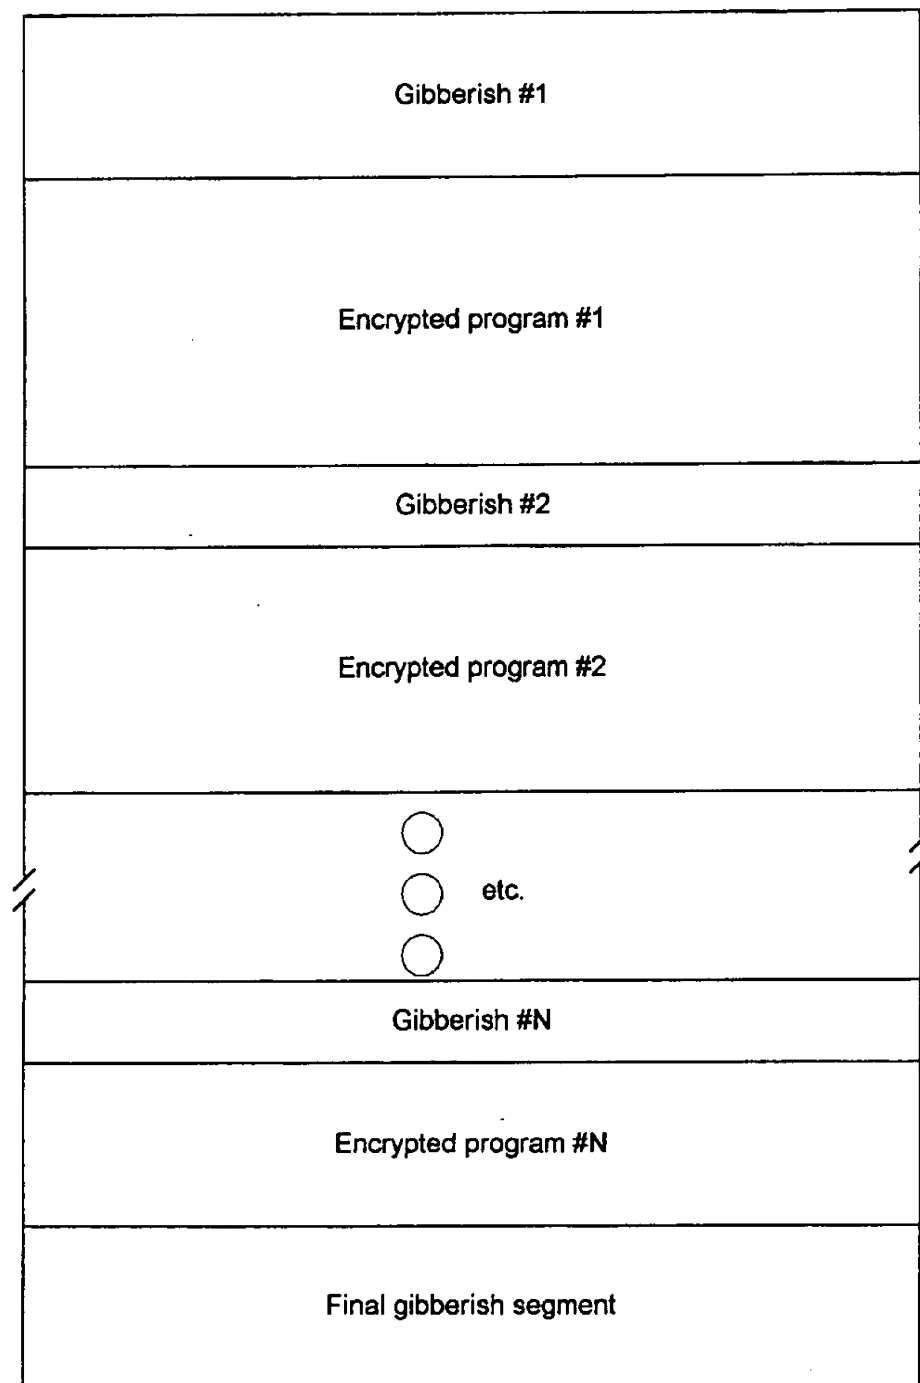 Gibberish #1
Encrypted program #1
Gibberish #2
Encrypted program #2
etc.
Gibberish #N
Encrypted program #N
Final gibberish segment